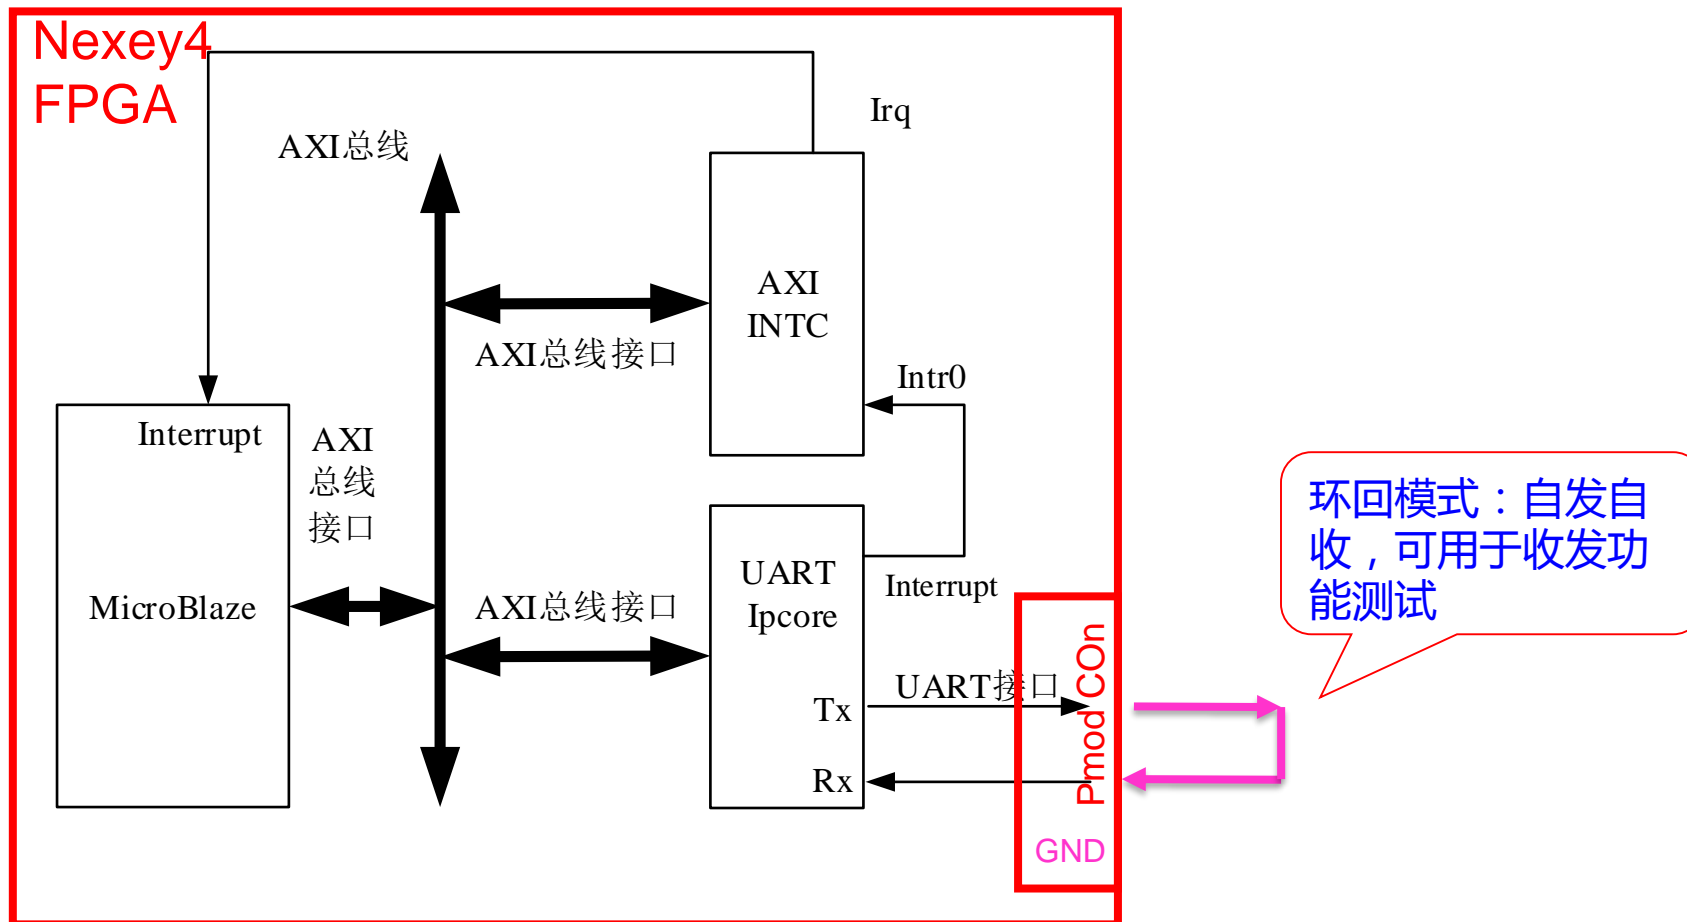 Nexey4
FPGA
Irq
AXI总线
AXI
INTC
AXI总线接口
Intr0
Interrupt
AXI
总线
接口
MicroBlaze
UART
Ipcore
Interrupt
AXI总线接口
UART接口
Tx
Rx
Pmod COn
GND
环回模式：自发自
收，可用于收发功
能测试